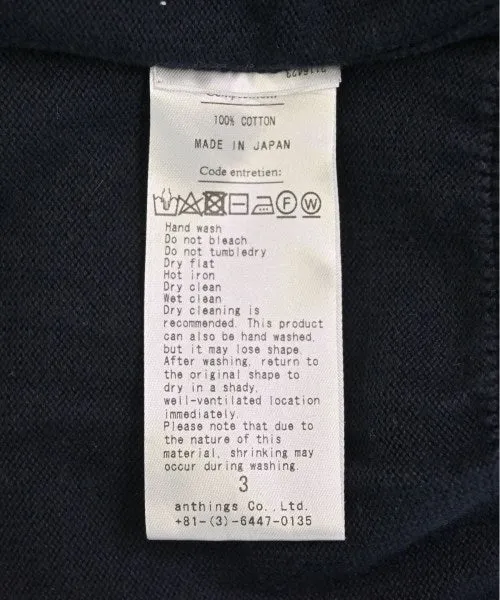 100% COTTON
MADE IN JAPAN
Code entretien:
F W
Hand wash
Do not bleach
Do not tumbledry
Dry flat
Hot iron
Dry clean
Wet clean
Dry cleaning is
recommended. This product
can also be hand washed,
but it may lose shape.
After washing, return to
the original shape to
dry in a shady,
well-ventilated location
immediately.
Please note that due to
the nature of this
material, shrinking may
occur during washing.
3
anthings Co., Ltd.
+81-(3)-6447-0135